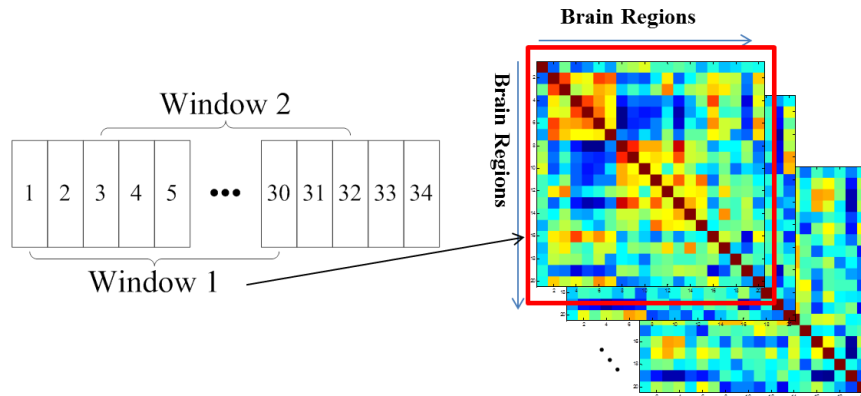 Brain Regions
Brain Regions
Window 2
1 2 3 4 5 ••• 30 31 32 33 34
Window 1